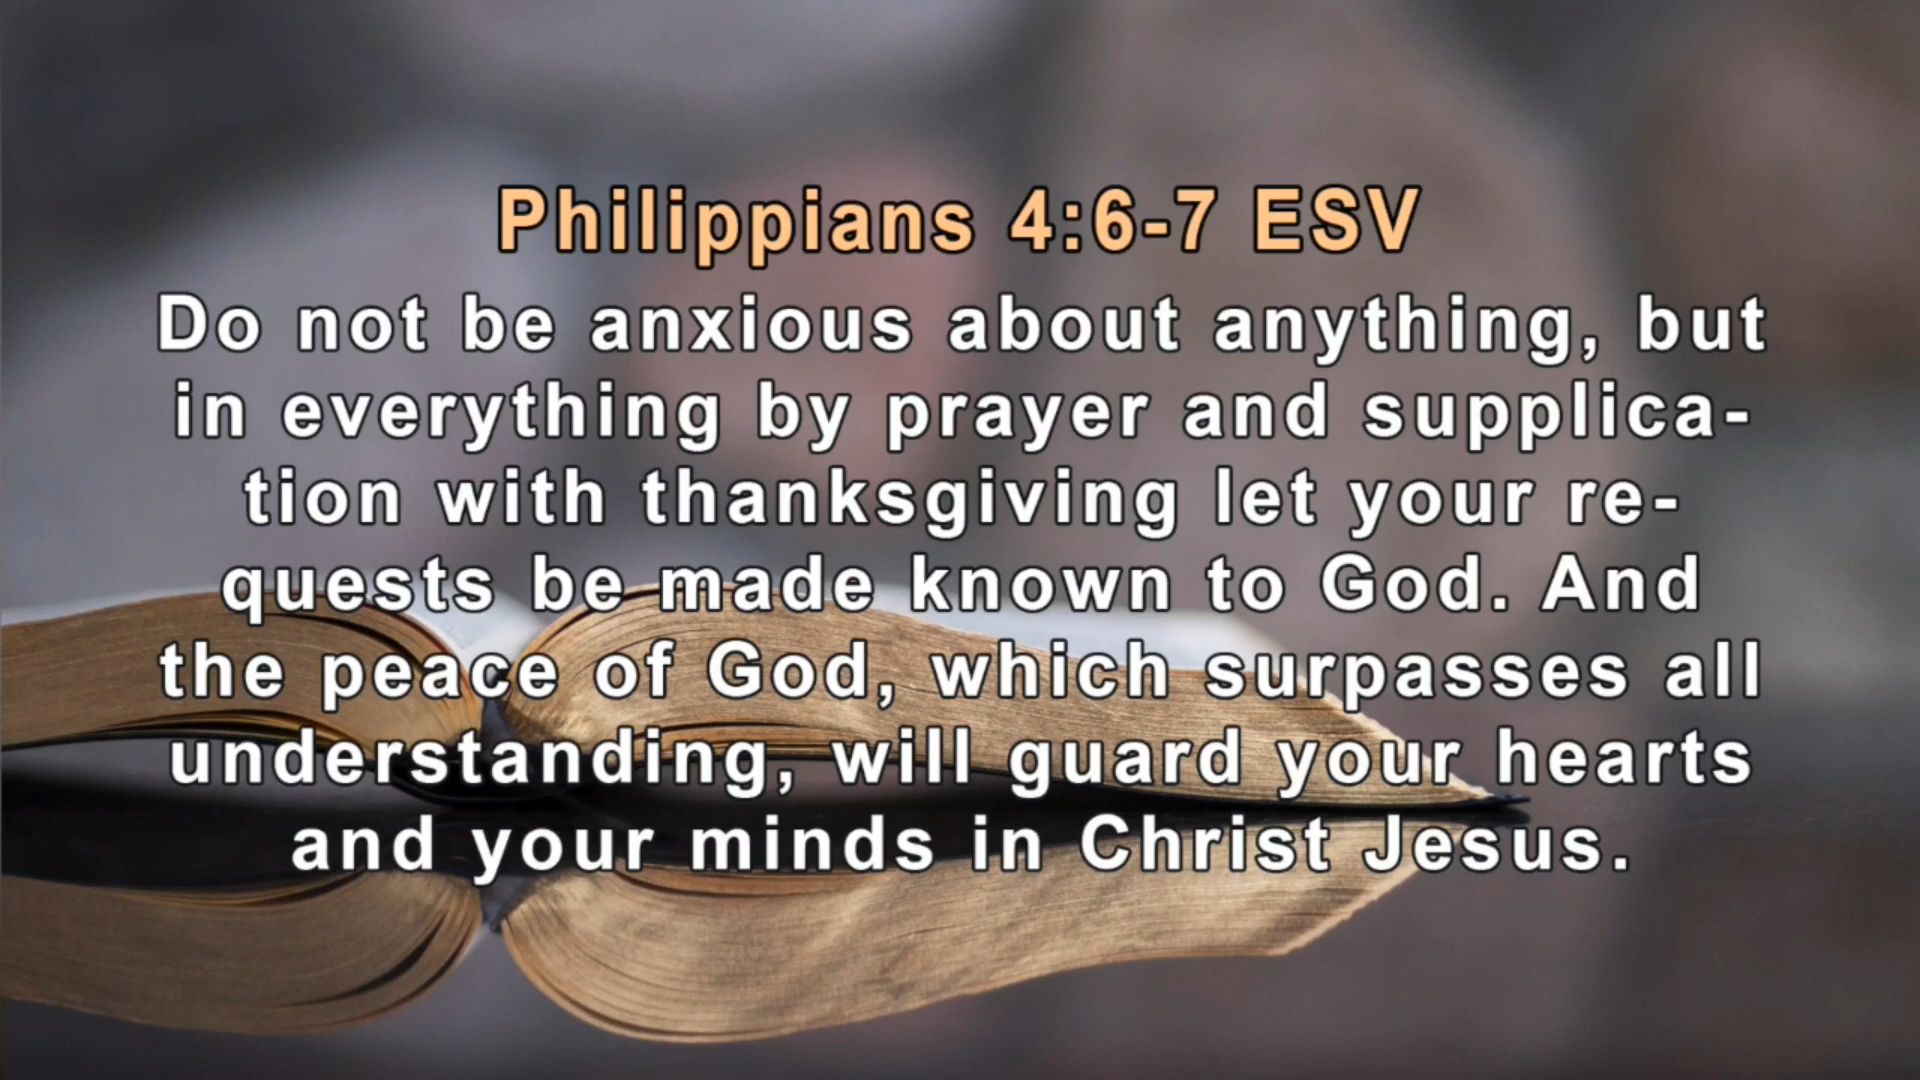 Philippians 4:6-7 ESV
Do not be anxious about anything, but
in everything by prayer and supplica-
tion with thanksgiving let your re-
quests be made known to God. And
the peace of God, which surpasses all
understanding, will guard your hearts
and your minds in Christ Jesus.